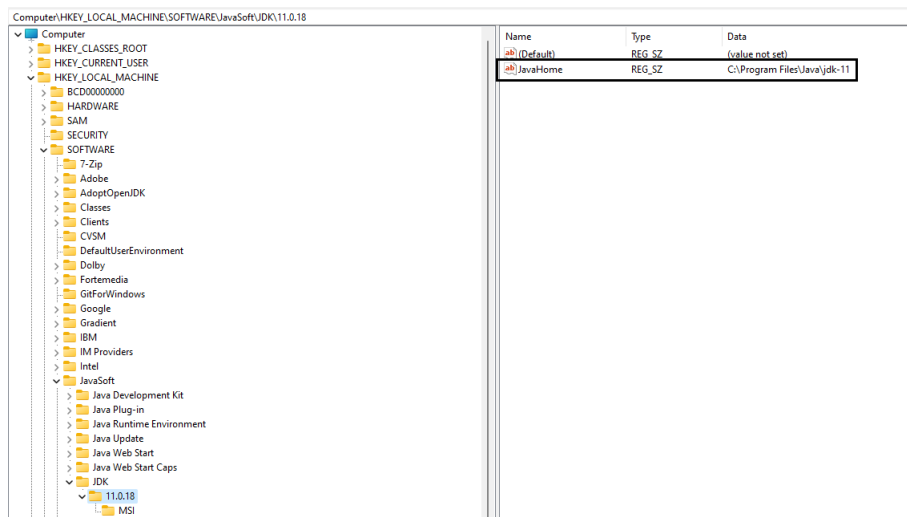 Computer\HKEY_LOCAL_MACHINE\SOFTWARE\JavaSoft\JDK\11.0.18
Computer
HKEY_CLASSES_ROOT
HKEY_CURRENT_USER
HKEY_LOCAL_MACHINE
BCD00000000
HARDWARE
SAM
SECURITY
SOFTWARE
7-Zip
Adobe
AdoptOpenJDK
Classes
Clients
CVSM
DefaultUserEnvironment
Dolby
Fortemedia
GitForWindows
Google
Gradient
IBM
IM Providers
Intel
JavaSoft
Java Development Kit
Java Plug-in
Java Runtime Environment
Java Update
Java Web Start
Java Web Start Caps
JDK
11.0.18
MSI
Name Type Data
ab (Default) REG_SZ (value not set)
ab JavaHome REG_SZ C:\Program Files\Java\jdk-11